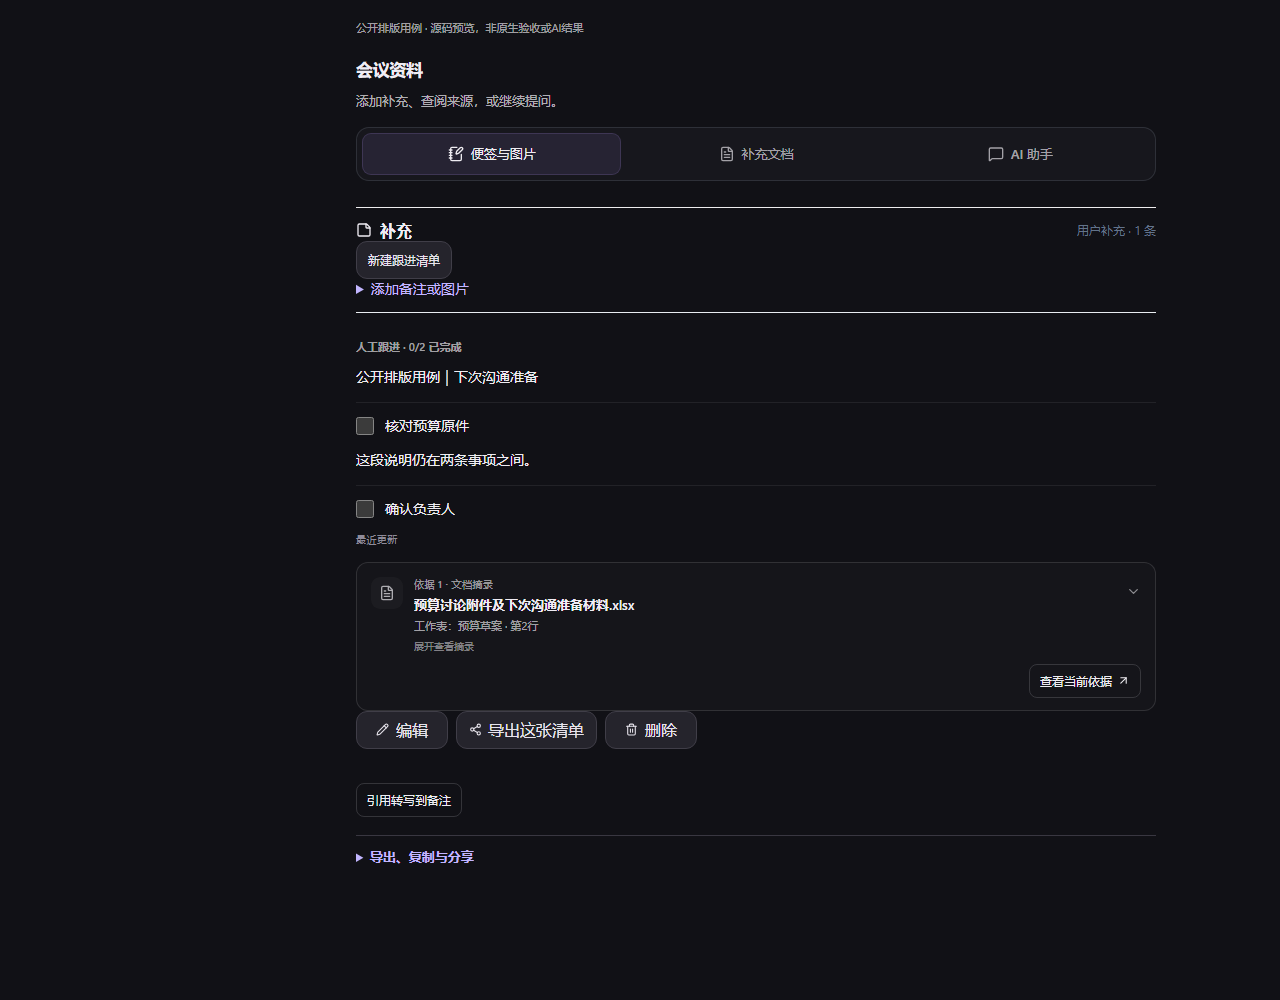 公开排版用例 · 源码预览，非原生验收或AI结果
会议资料
添加补充、查阅来源，或继续提问。
便签与图片
补充文档
AI 助手
补充
用户补充 · 1 条
新建跟进清单
添加备注或图片
人工跟进 · 0/2 已完成
公开排版用例 | 下次沟通准备
核对预算原件
这段说明仍在两条事项之间。
确认负责人
最近更新
依据 1 · 文档摘录
预算讨论附件及下次沟通准备材料.xlsx
工作表：预算草案 · 第2行
展开查看摘录
查看当前依据
编辑
导出这张清单
删除
引用转写到备注
导出、复制与分享